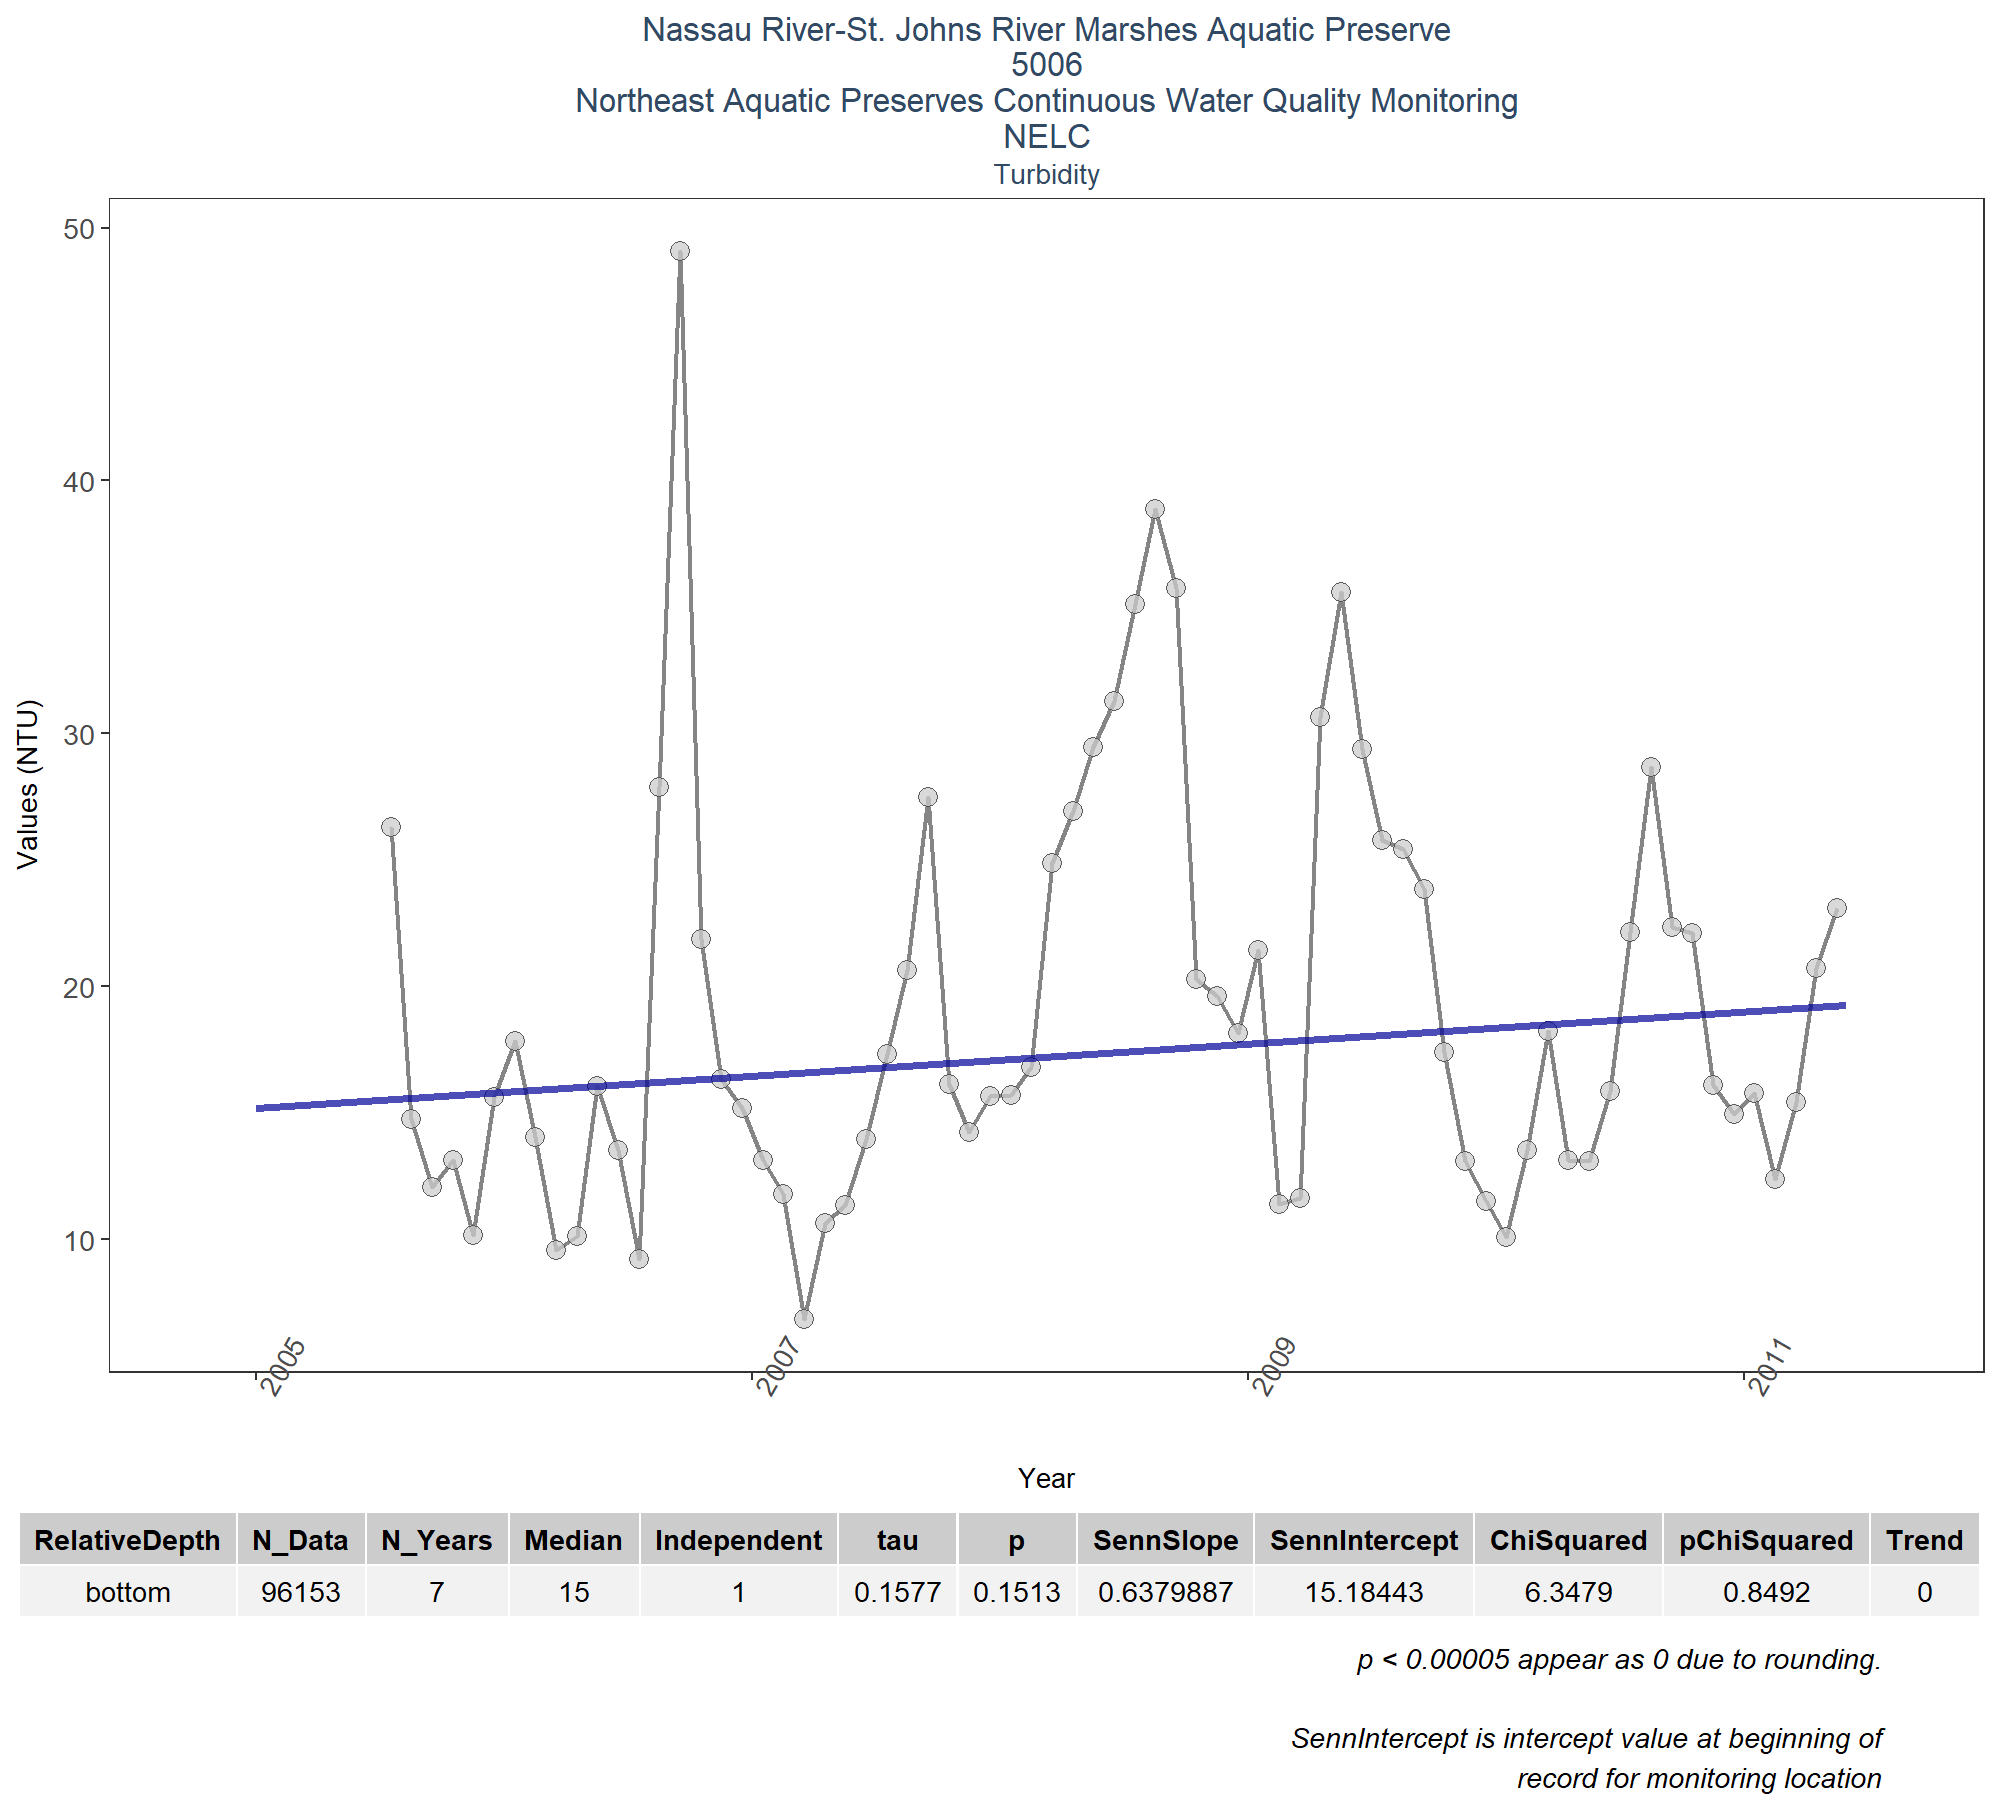 Nassau River-St. Johns River Marshes Aquatic Preserve
5006
Northeast Aquatic Preserves Continuous Water Quality Monitoring
NELC
Turbidity
50
40
30
20
10
Values (NTU)
2005
2007
2009
2011
Year
RelativeDepth N_Data N_Years Median Independent tau p SennSlope SennIntercept ChiSquared pChiSquared Trend
bottom 96153 7 15 1 0.1577 0.1513 0.6379887 15.18443 6.3479 0.8492 0
p < 0.00005 appear as 0 due to rounding.
SennIntercept is intercept value at beginning of
record for monitoring location